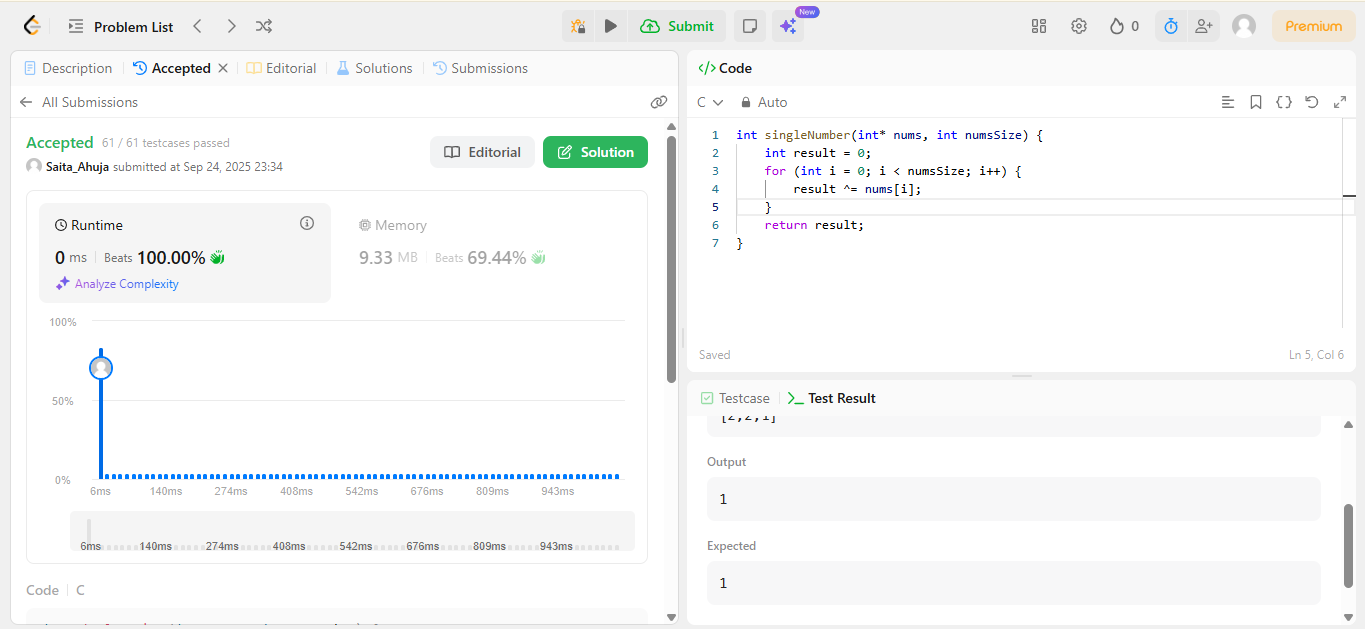 Problem List
Submit
New
0
Premium
Description
Accepted
Editorial
Solutions
Submissions
All Submissions
Accepted 61 / 61 testcases passed
Saita_Ahuja submitted at Sep 24, 2025 23:34
Editorial
Solution
Runtime
0 ms Beats 100.00%
Analyze Complexity
Memory
9.33 MB Beats 69.44%
100%
50%
0%
6ms 140ms 274ms 408ms 542ms 676ms 809ms 943ms
6ms 140ms 274ms 408ms 542ms 676ms 809ms 943ms
Code C
</> Code
C Auto
1 int singleNumber(int* nums, int numsSize) {
2 int result = 0;
3 for (int i = 0; i < numsSize; i++) {
4 result ^= nums[i];
5 }
6 return result;
7 }
Saved
Ln 5, Col 6
Testcase
Test Result
[2,2,1]
Output
1
Expected
1